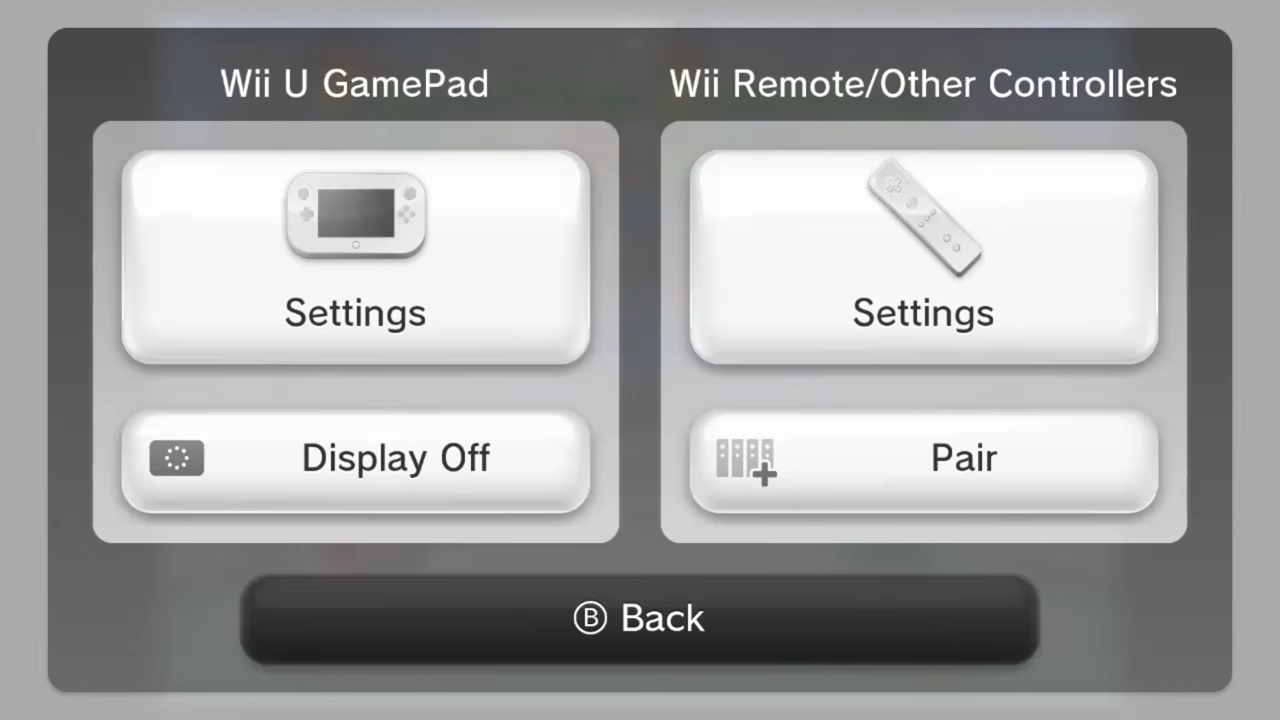 Wii U GamePad
Settings
Display Off
Wii Remote/Other Controllers
Settings
Pair
Ⓑ Back